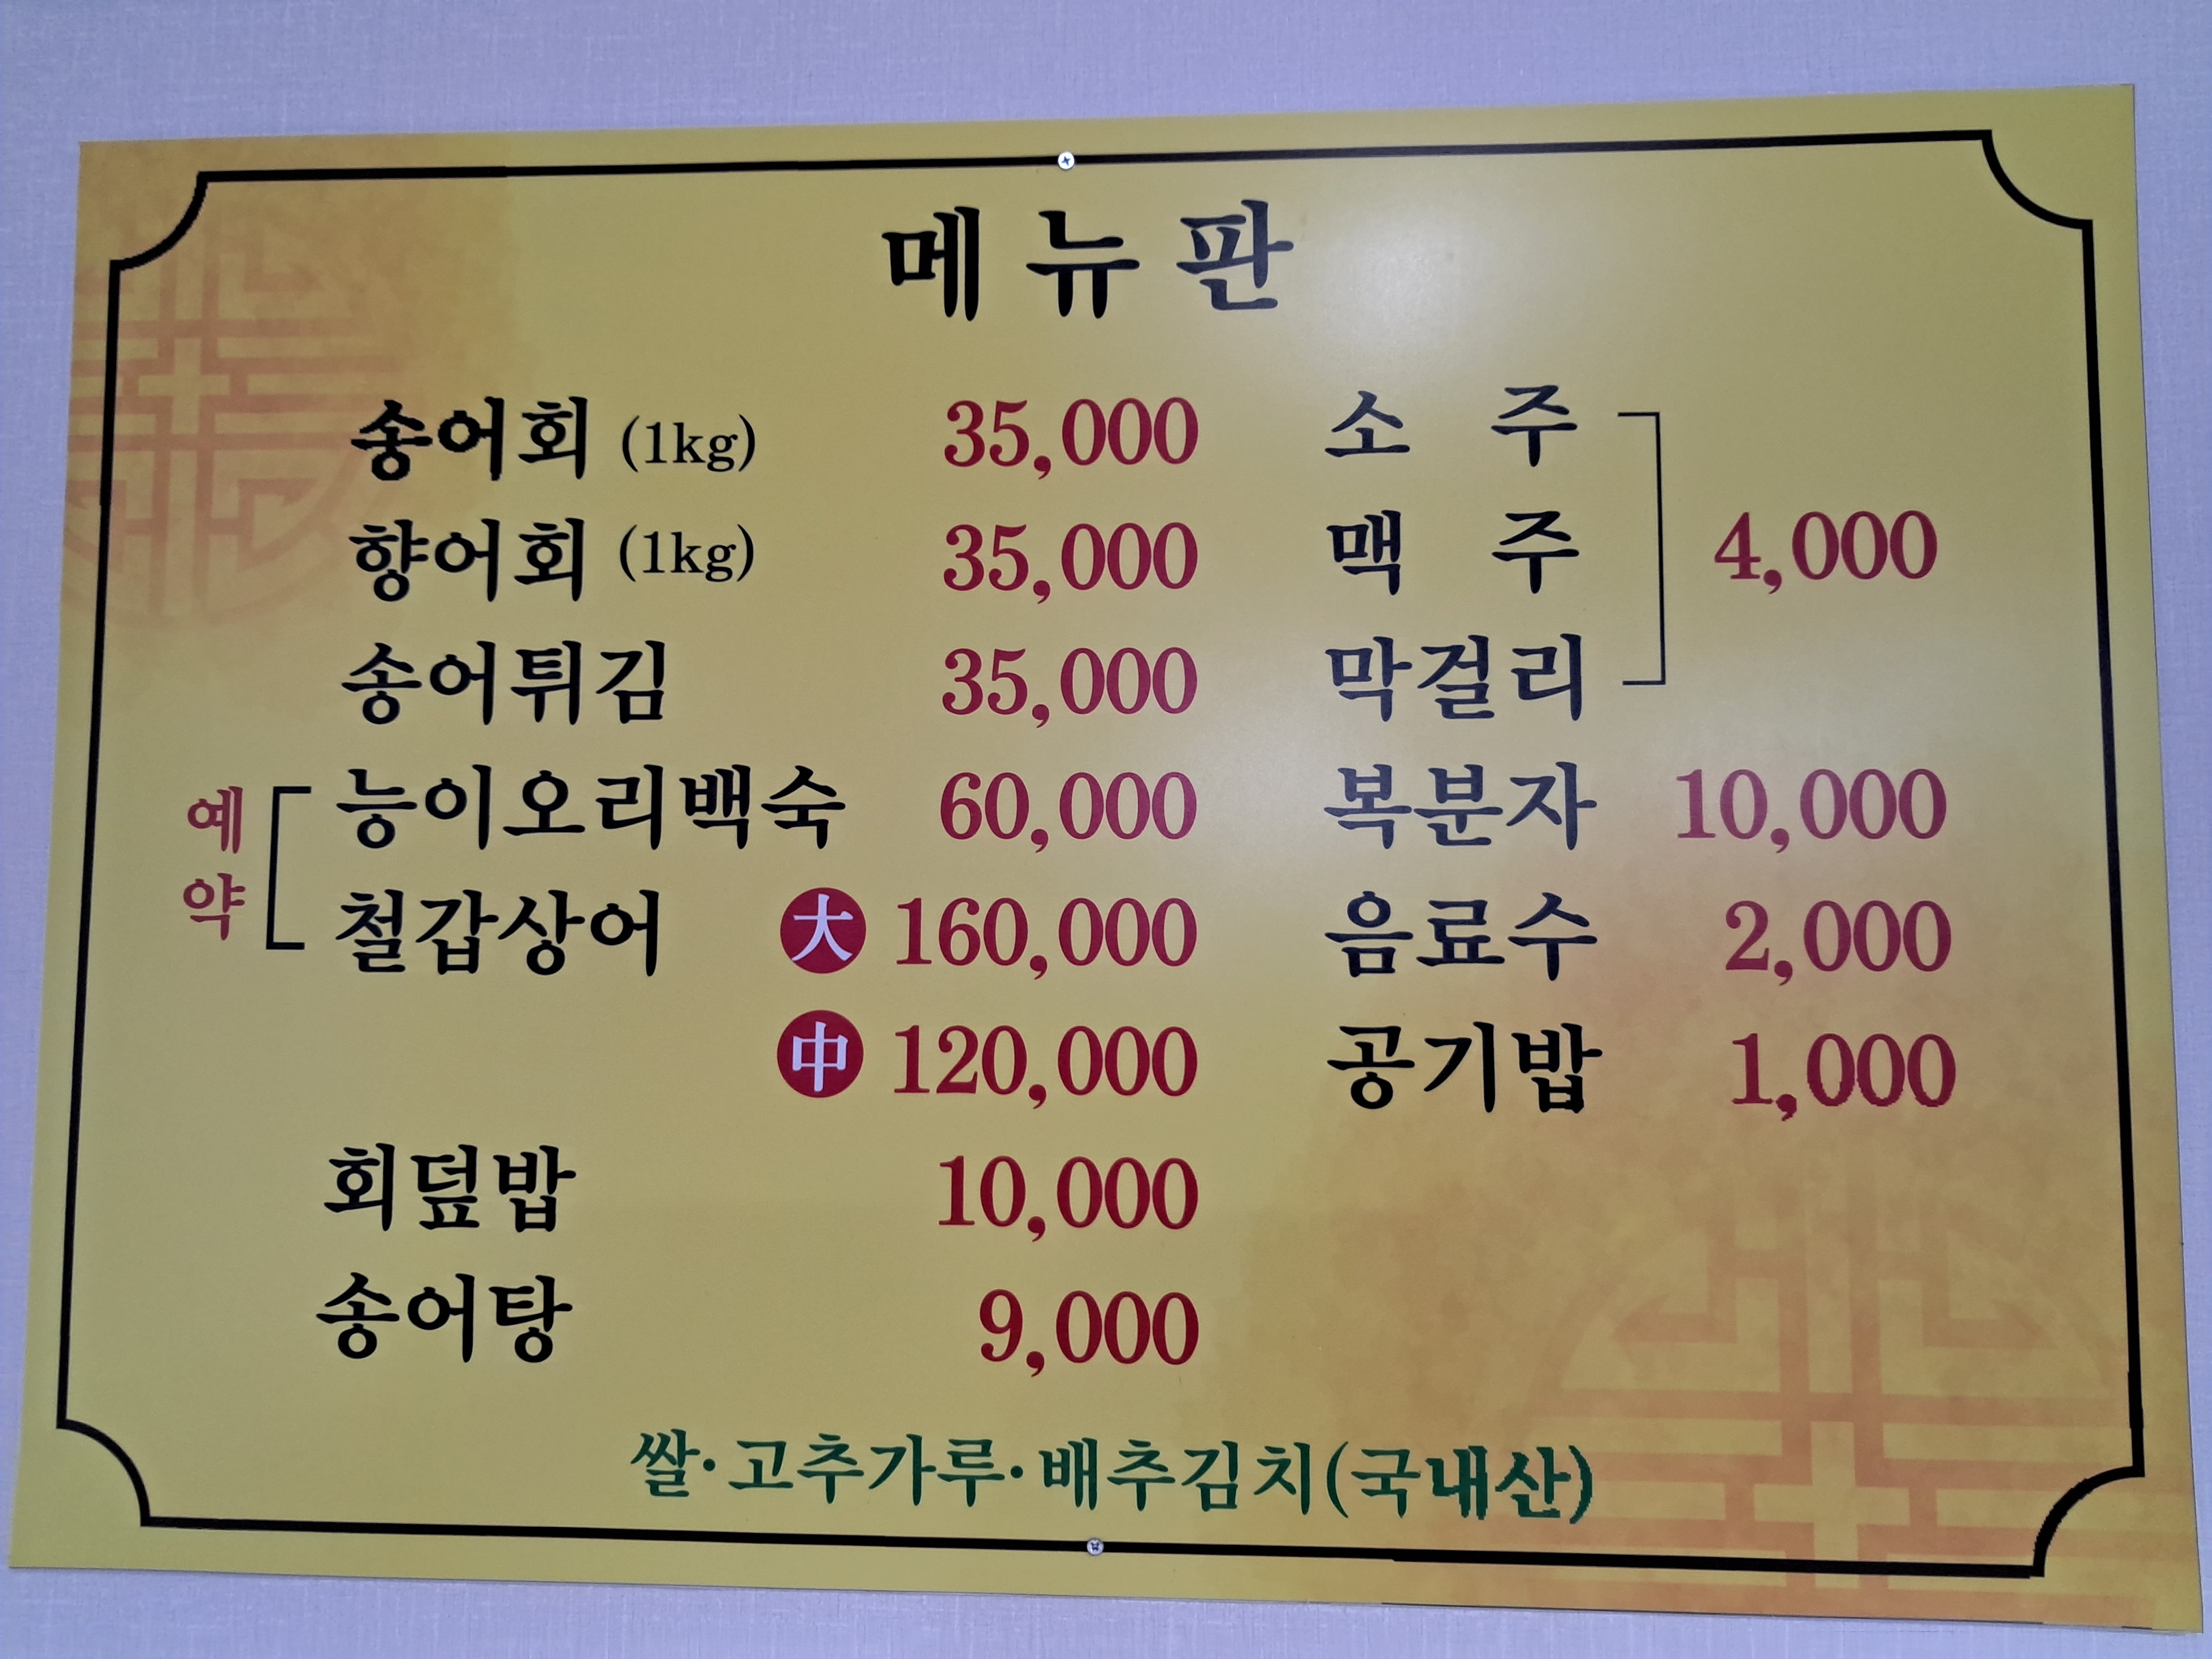 메뉴판
송어회 (1kg) 35,000
향어회 (1kg) 35,000
송어튀김 35,000
예약
능이오리백숙 60,000
철갑상어 大 160,000
中 120,000
회덮밥 10,000
송어탕 9,000
소주
맥주 4,000
막걸리
복분자 10,000
음료수 2,000
공기밥 1,000
쌀·고추가루·배추김치(국내산)